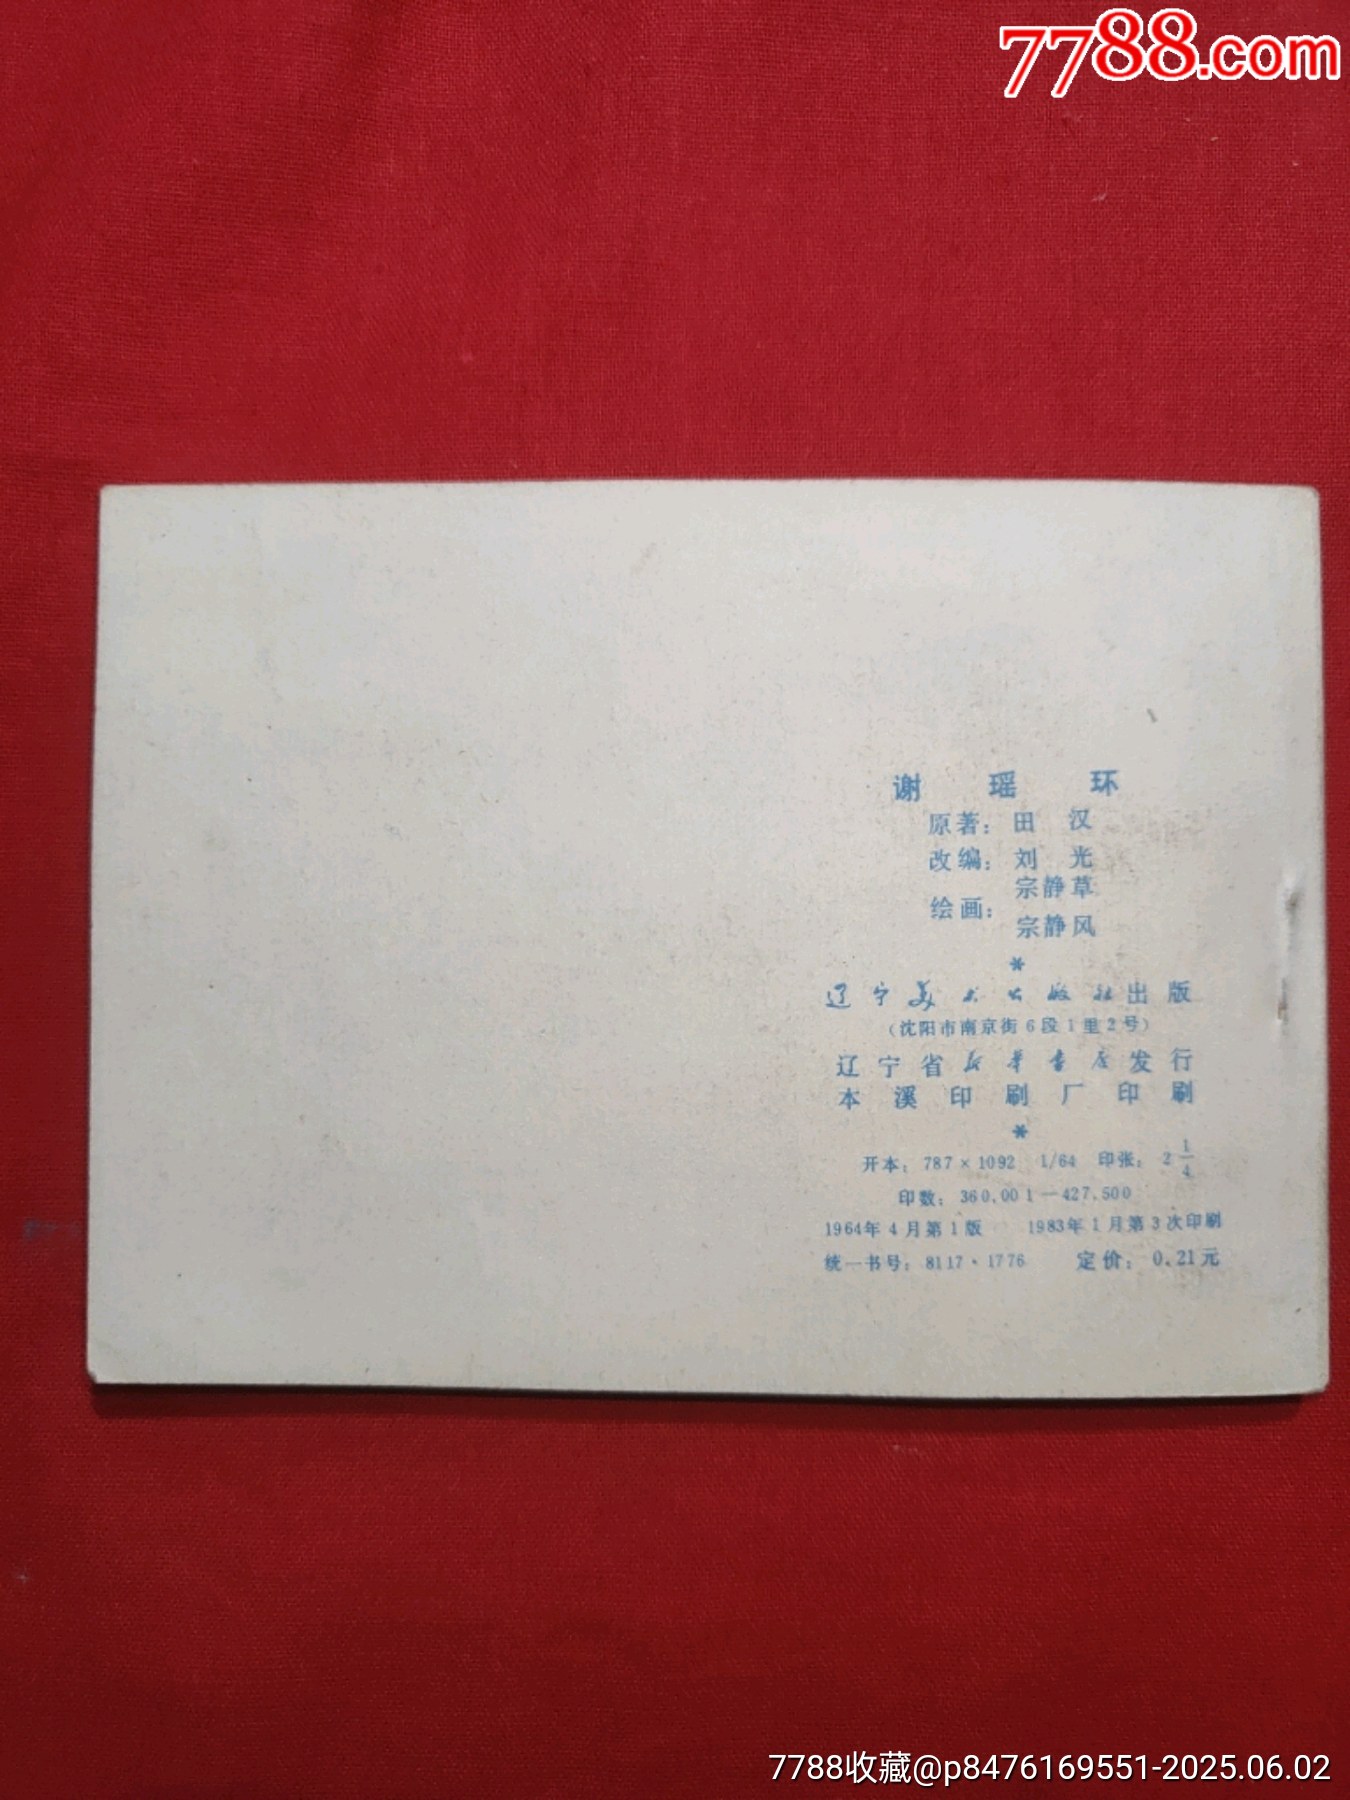 7788.com
谢 瑶 环
原著：田 汉
改编：刘 光
绘画：宗静草
宗静风
*
辽宁美术出版社出版
（沈阳市南京街6段1里2号）
辽宁省新华书店发行
本溪印刷厂印刷
*
开本：787×1092 1/64 印张：2 1/4
印数：360,001—427,500
1964年4月第1版 1983年1月第3次印刷
统一书号：8117·1776 定价：0.21元
7788收藏@p8476169551-2025.06.02